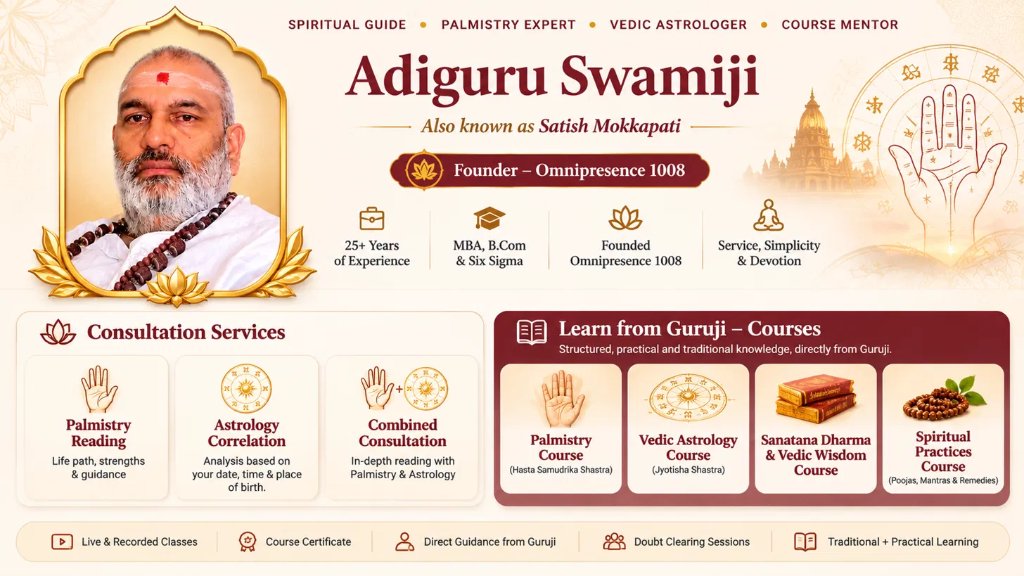 SPIRITUAL GUIDE • PALMISTRY EXPERT • VEDIC ASTROLOGER • COURSE MENTOR
Adiguru Swamiji
Also known as Satish Mokkapati
Founder – Omnipresence 1008
25+ Years
of Experience
MBA, B.Com
& Six Sigma
Founded
Omnipresence 1008
Service, Simplicity
& Devotion
Consultation Services
Palmistry
Reading
Life path, strengths
& guidance
Astrology
Correlation
Analysis based on
your date, time & place
of birth.
+
Combined
Consultation
In-depth reading with
Palmistry & Astrology
Learn from Guruji – Courses
Structured, practical and traditional knowledge, directly from Guruji.
Palmistry
Course
(Hasta Samudrika Shastra)
Vedic Astrology
Course
(Jyotisha Shastra)
Sanatana Dharma
& Vedic Wisdom
Course
Spiritual
Practices
Course
(Poojas, Mantras & Remedies)
Live & Recorded Classes
Course Certificate
Direct Guidance from Guruji
Doubt Clearing Sessions
Traditional + Practical Learning